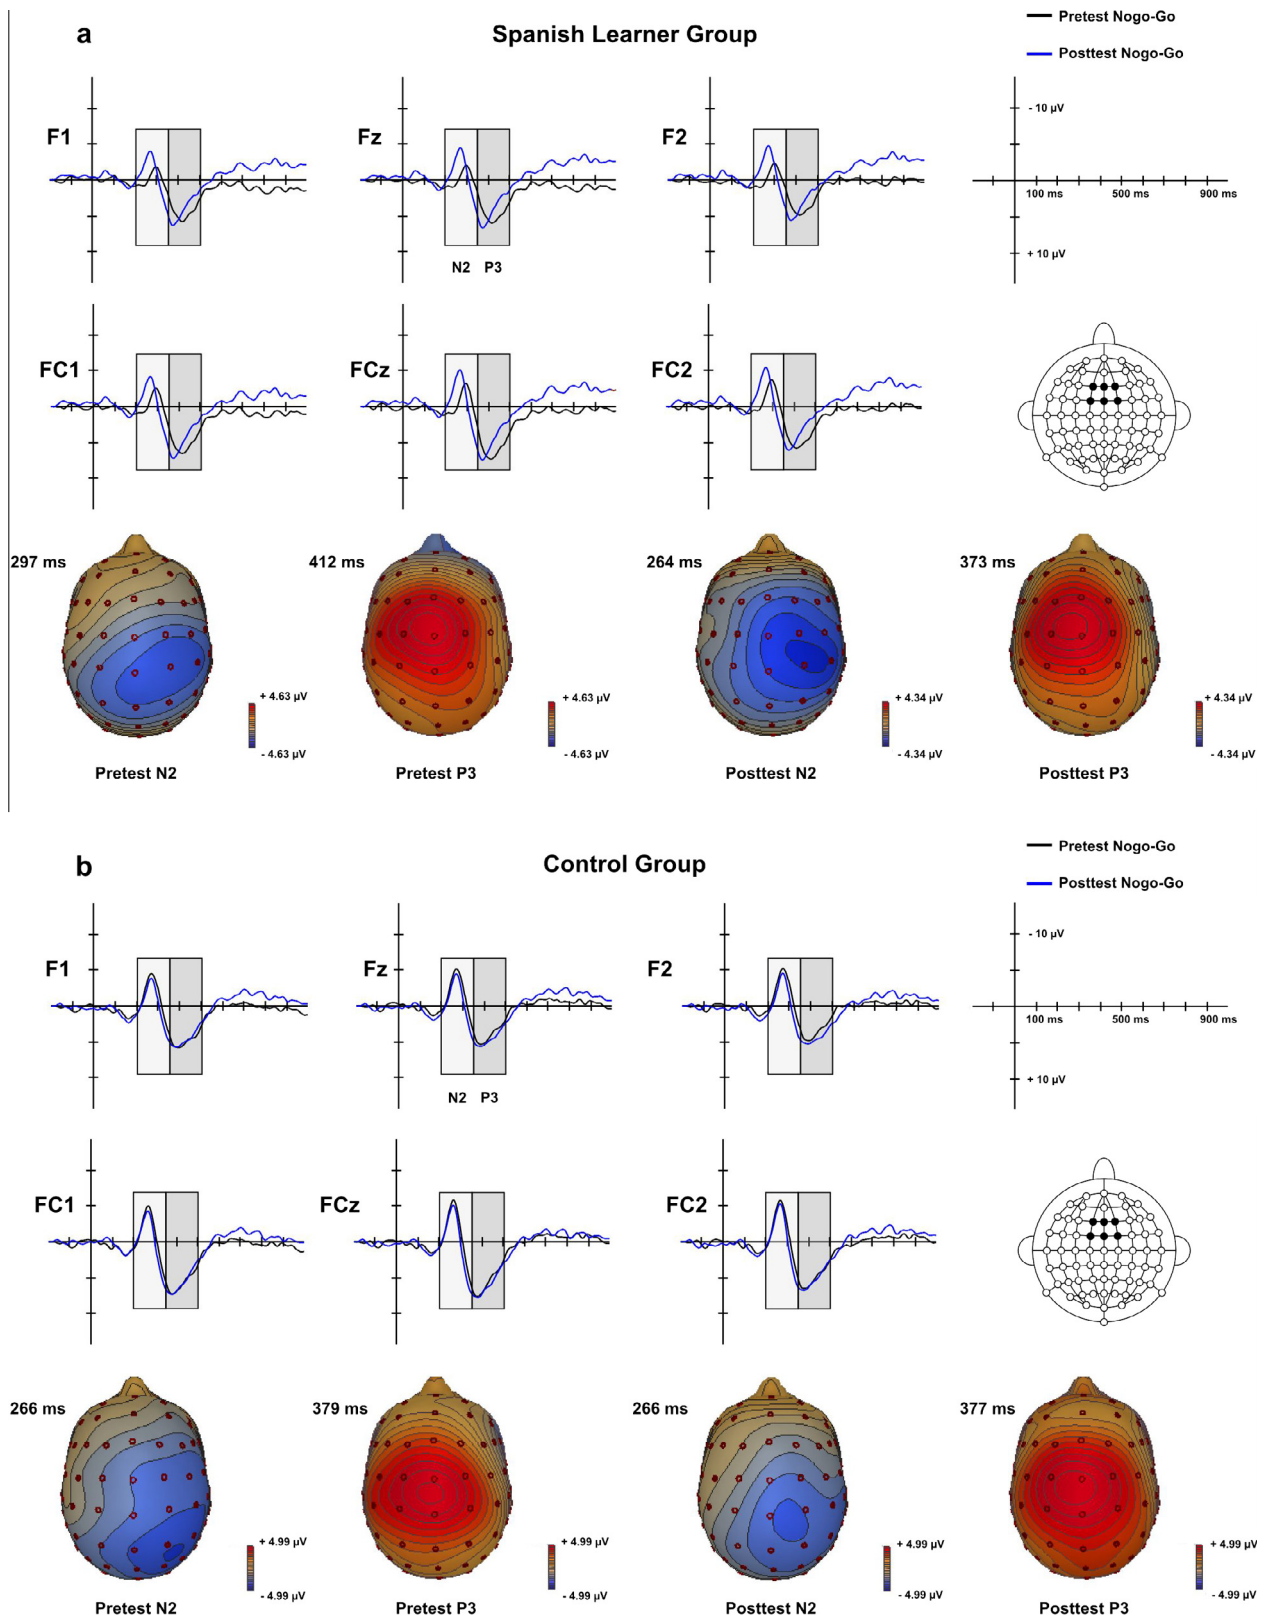 a
Spanish Learner Group
Pretest Nogo-Go
Posttest Nogo-Go
F1
Fz
F2
- 10 µV
100 ms 500 ms 900 ms
+ 10 µV
N2 P3
FC1
FCz
FC2
297 ms
412 ms
264 ms
373 ms
+ 4.63 µV
- 4.63 µV
+ 4.63 µV
- 4.63 µV
+ 4.34 µV
- 4.34 µV
+ 4.34 µV
- 4.34 µV
Pretest N2
Pretest P3
Posttest N2
Posttest P3
b
Control Group
Pretest Nogo-Go
Posttest Nogo-Go
F1
Fz
F2
- 10 µV
100 ms 500 ms 900 ms
+ 10 µV
N2 P3
FC1
FCz
FC2
266 ms
379 ms
266 ms
377 ms
+ 4.99 µV
- 4.99 µV
+ 4.99 µV
- 4.99 µV
+ 4.99 µV
- 4.99 µV
+ 4.99 µV
- 4.99 µV
Pretest N2
Pretest P3
Posttest N2
Posttest P3